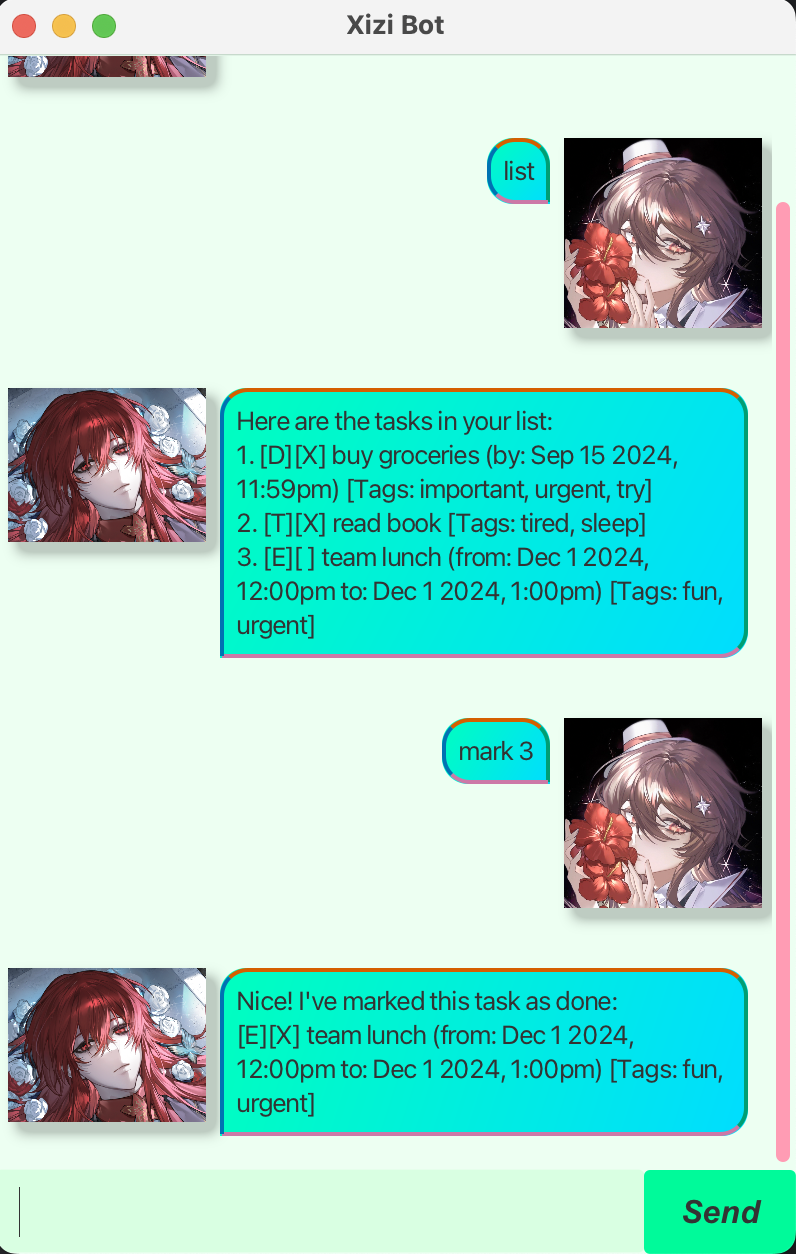 Xizi Bot
list
Here are the tasks in your list:
1. [D][X] buy groceries (by: Sep 15 2024,
11:59pm) [Tags: important, urgent, try]
2. [T][X] read book [Tags: tired, sleep]
3. [E][ ] team lunch (from: Dec 1 2024,
12:00pm to: Dec 1 2024, 1:00pm) [Tags: fun,
urgent]
mark 3
Nice! I've marked this task as done:
[E][X] team lunch (from: Dec 1 2024,
12:00pm to: Dec 1 2024, 1:00pm) [Tags: fun,
urgent]
Send